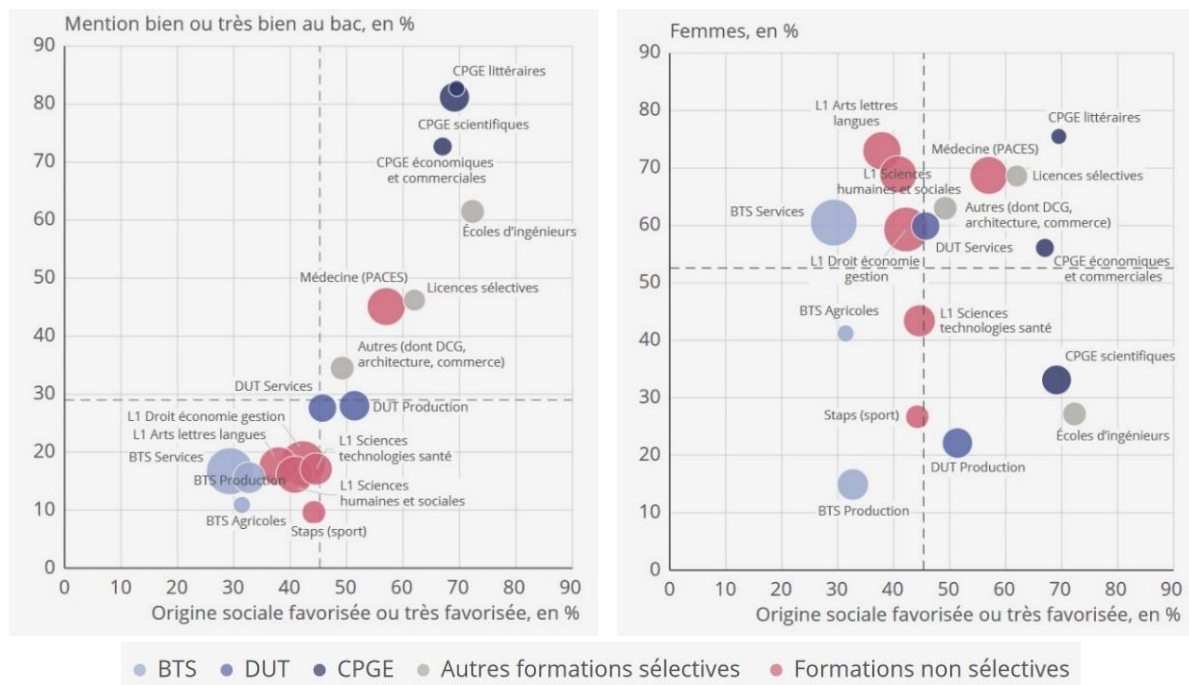 Mention bien ou très bien au bac, en %
90
80
70
60
50
40
30
20
10
0
CPGE littéraires
CPGE scientifiques
CPGE économiques
et commerciales
Écoles d'ingénieurs
Médecine (PACES)
Licences sélectives
Autres (dont DCG,
architecture, commerce)
DUT Services
DUT Production
L1 Droit économie gestion
L1 Arts lettres langues
L1 Sciences
technologies santé
BTS Services
BTS Production
L1 Sciences
humaines et sociales
BTS Agricoles
Staps (sport)
0 10 20 30 40 50 60 70 80 90
Origine sociale favorisée ou très favorisée, en %
Femmes, en %
90
80
70
60
50
40
30
20
10
0
L1 Arts lettres
langues
CPGE littéraires
Médecine (PACES)
L1 Sciences
humaines et sociales
Licences sélectives
BTS Services
Autres (dont DCG,
architecture, commerce)
DUT Services
L1 Droit économie
gestion
CPGE économiques
et commerciales
BTS Agricoles
L1 Sciences
technologies santé
CPGE scientifiques
Staps (sport)
Écoles d'ingénieurs
DUT Production
BTS Production
0 10 20 30 40 50 60 70 80 90
Origine sociale favorisée ou très favorisée, en %
BTS DUT CPGE Autres formations sélectives Formations non sélectives